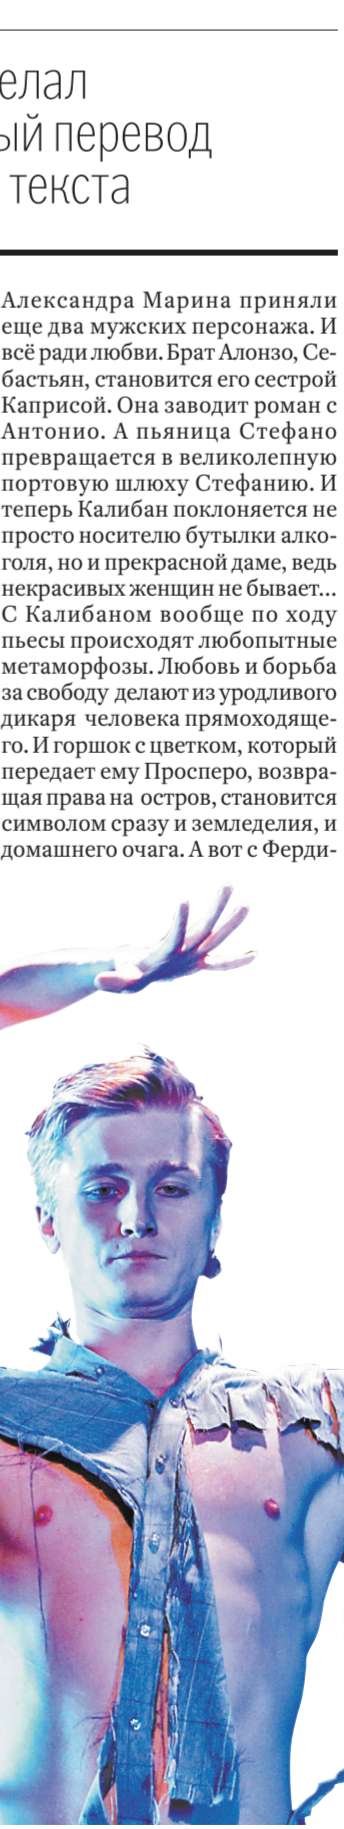 елал
ый перевод
текста
Александра Марина приняли
еще два мужских персонажа. И
всё ради любви. Брат Алонзо, Се-
бастьян, становится его сестрой
Каприсой. Она заводит роман с
Антонио. А пьяница Стефано
превращается в великолепную
портовую шлюху Стефанию. И
теперь Калибан поклоняется не
просто носителю бутылки алко-
голя, но и прекрасной даме, ведь
некрасивых женщин не бывает...
С Калибаном вообще по ходу
пьесы происходят любопытные
метаморфозы. Любовь и борьба
за свободу делают из уродливого
дикаря человека прямоходяще-
го. И горшок с цветком, который
передает ему Просперо, возвра-
щая права на остров, становится
символом сразу и земледелия, и
домашнего очага. А вот с Ферди-